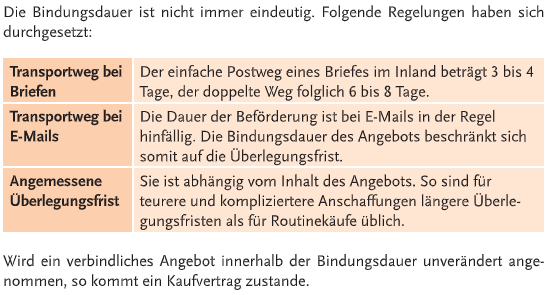 Die Bindungsdauer ist nicht immer eindeutig. Folgende Regelungen haben sich
durchgesetzt:
Transportweg bei
Briefen
Der einfache Postweg eines Briefes im Inland beträgt 3 bis 4
Tage, der doppelte Weg folglich 6 bis 8 Tage.
Transportweg bei
E-Mails
Die Dauer der Beförderung ist bei E-Mails in der Regel
hinfällig. Die Bindungsdauer des Angebots beschränkt sich
somit auf die Überlegungsfrist.
Angemessene
Überlegungsfrist
Sie ist abhängig vom Inhalt des Angebots. So sind für
teurere und kompliziertere Anschaffungen längere Überle-
gungsfristen als für Routinekäufe üblich.
Wird ein verbindliches Angebot innerhalb der Bindungsdauer unverändert ange-
nommen, so kommt ein Kaufvertrag zustande.